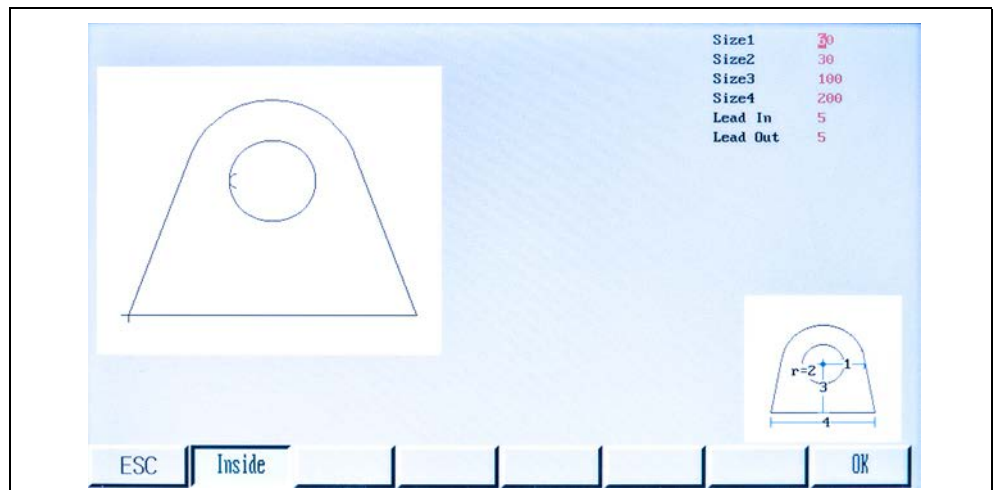 Size1 60
Size2 30
Size3 100
Size4 200
Lead In 5
Lead Out 5
r=2 1
3
4
ESC Inside OK